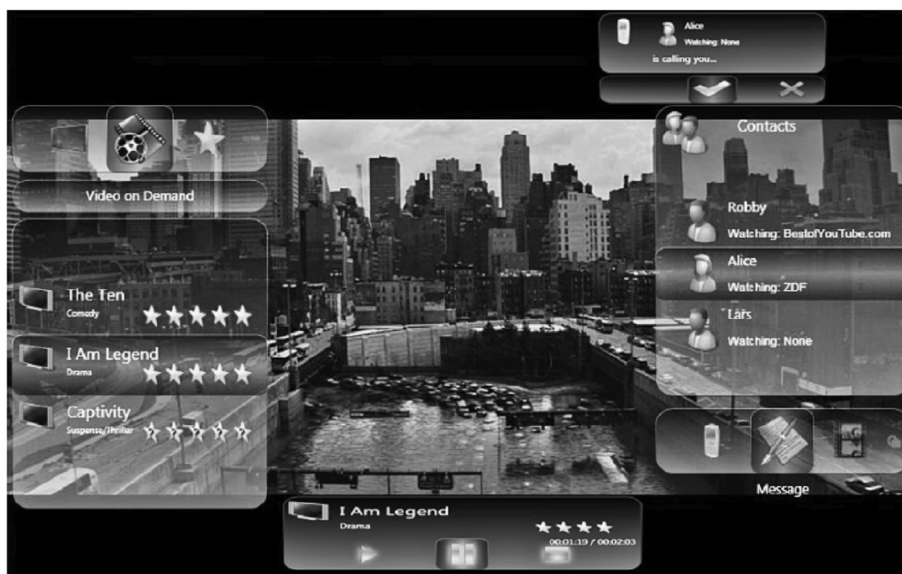 Alice
Watching: None
is calling you...
Contacts
Video on Demand
Robby
Watching: BestofYouTube.com
Alice
Watching: ZDF
The Ten
Comedy
Lars
Watching: None
I Am Legend
Drama
Captivity
Suspense/Thriller
Message
I Am Legend
Drama
00:01:19 / 00:02:03